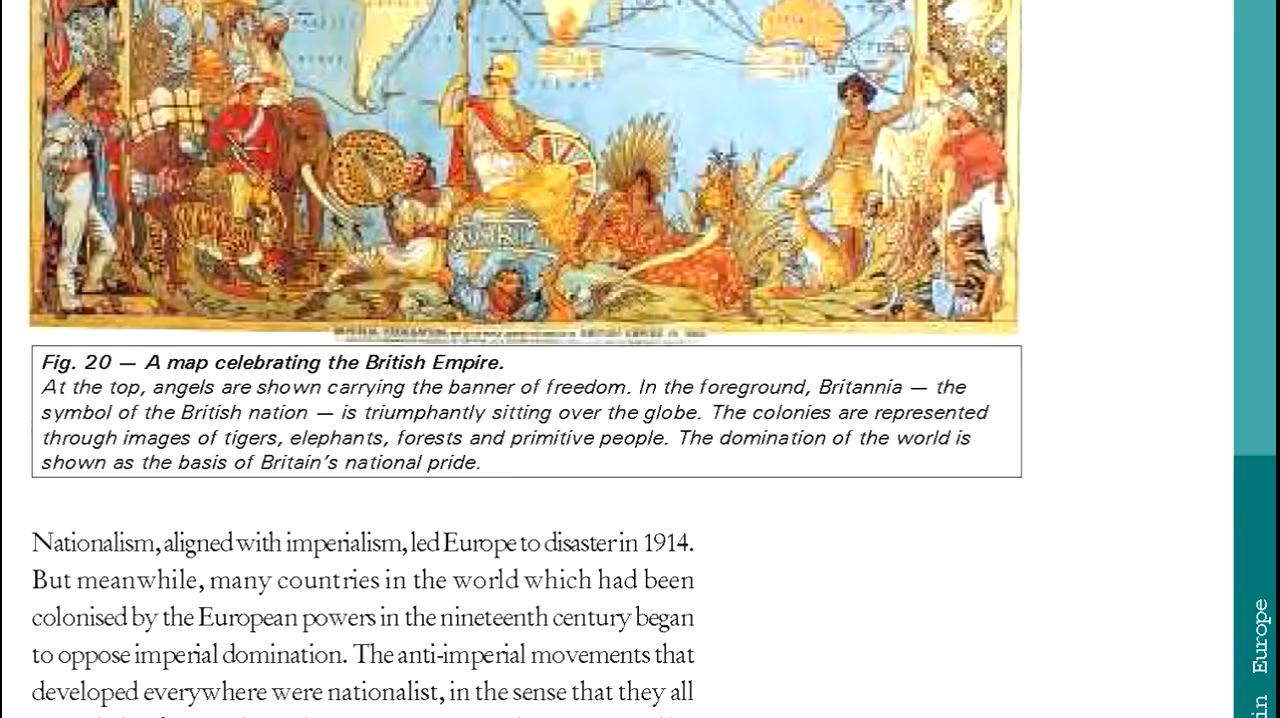 Fig. 20 — A map celebrating the British Empire.
At the top, angels are shown carrying the banner of freedom. In the foreground, Britannia — the
symbol of the British nation — is triumphantly sitting over the globe. The colonies are represented
through images of tigers, elephants, forests and primitive people. The domination of the world is
shown as the basis of Britain's national pride.
Nationalism, aligned with imperialism, led Europe to disaster in 1914.
But meanwhile, many countries in the world which had been
colonised by the European powers in the nineteenth century began
to oppose imperial domination. The anti-imperial movements that
developed everywhere were nationalist, in the sense that they all
in Europe